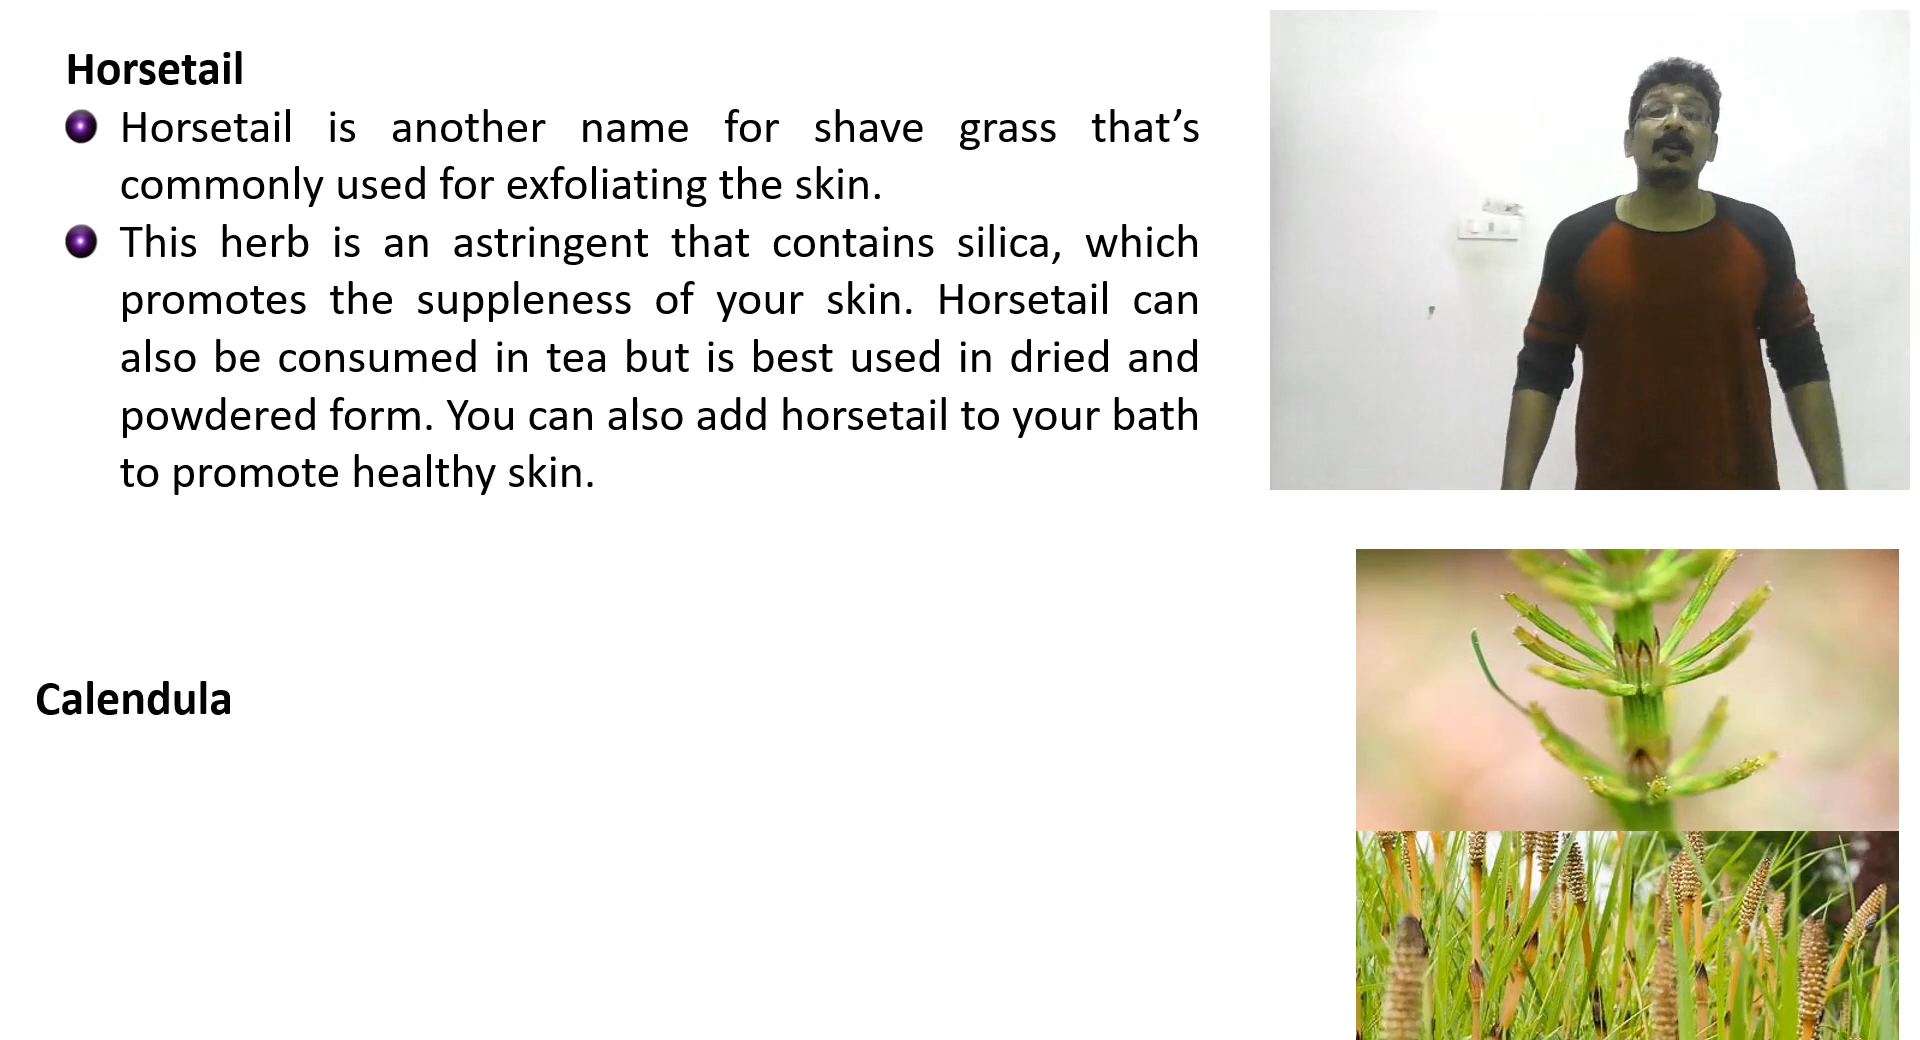 Horsetail
Horsetail is another name for shave grass that’s
commonly used for exfoliating the skin.
This herb is an astringent that contains silica, which
promotes the suppleness of your skin. Horsetail can
also be consumed in tea but is best used in dried and
powdered form. You can also add horsetail to your bath
to promote healthy skin.
Calendula